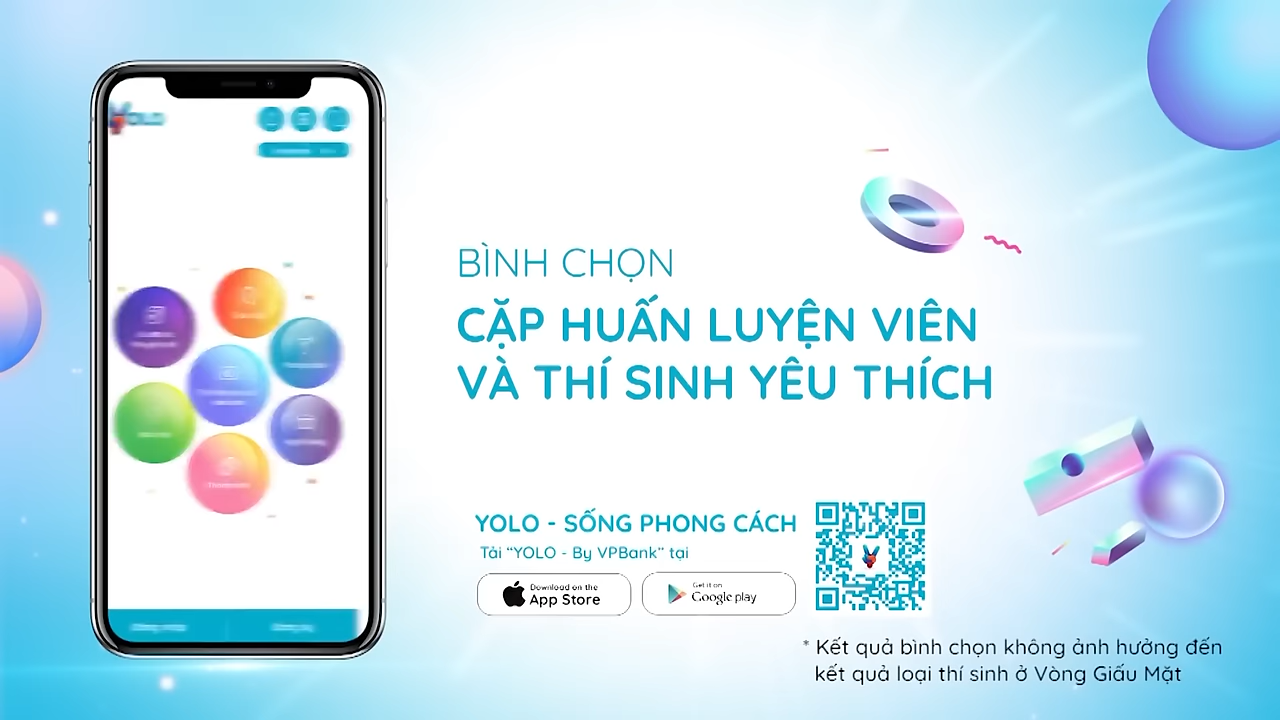 YOLO
BÌNH CHỌN
CẶP HUẤN LUYỆN VIÊN
VÀ THÍ SINH YÊU THÍCH
YOLO - SỐNG PHONG CÁCH
Tải “YOLO - By VPBank” tại
Download on the
App Store
Get it on
Google play
* Kết quả bình chọn không ảnh hưởng đến
kết quả loại thí sinh ở Vòng Giấu Mặt